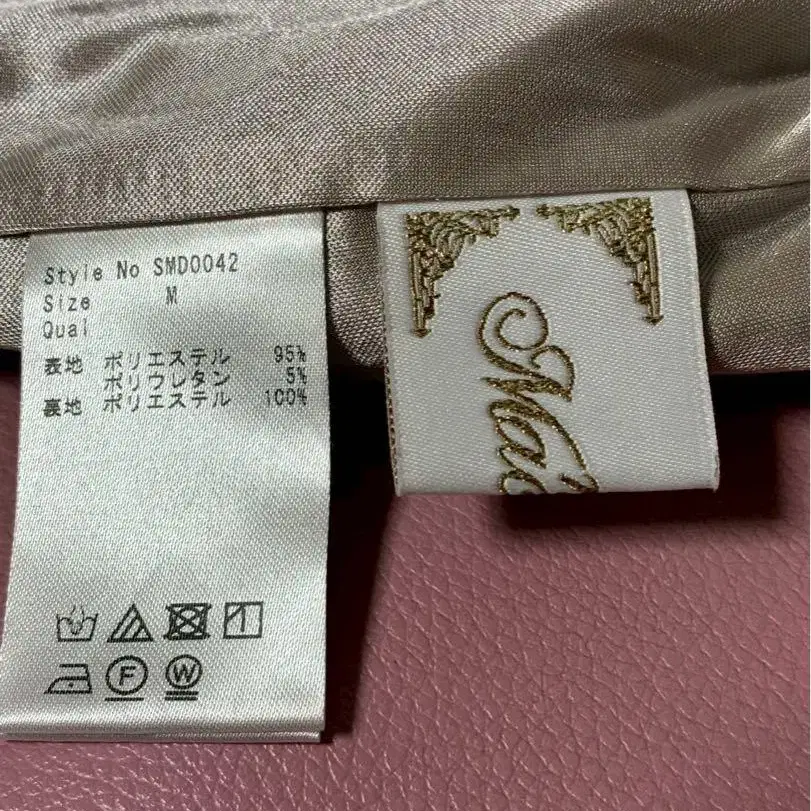 Style No SMD0042
Size M
Qual
表地 ポリエステル 95%
ポリウレタン 5%
裏地 ポリエステル 100%
F W